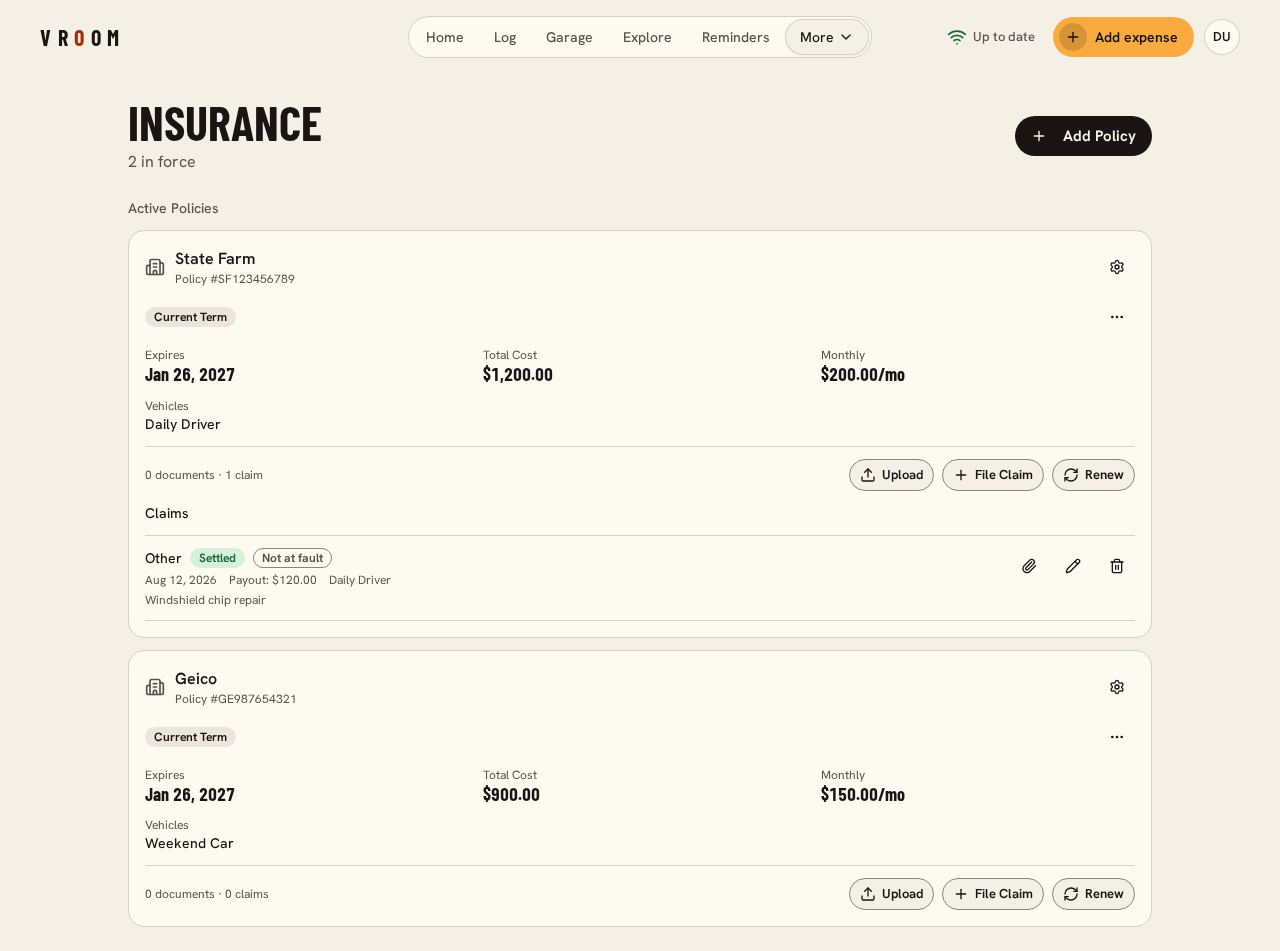 VROOM
Home Log Garage Explore Reminders More
Up to date
Add expense
DU
INSURANCE
2 in force
Add Policy
Active Policies
State Farm
Policy #SF123456789
Current Term
Expires Total Cost Monthly
Jan 26, 2027 $1,200.00 $200.00/mo
Vehicles
Daily Driver
0 documents · 1 claim
Upload File Claim Renew
Claims
Other Settled Not at fault
Aug 12, 2026 Payout: $120.00 Daily Driver
Windshield chip repair
Geico
Policy #GE987654321
Current Term
Expires Total Cost Monthly
Jan 26, 2027 $900.00 $150.00/mo
Vehicles
Weekend Car
0 documents · 0 claims
Upload File Claim Renew